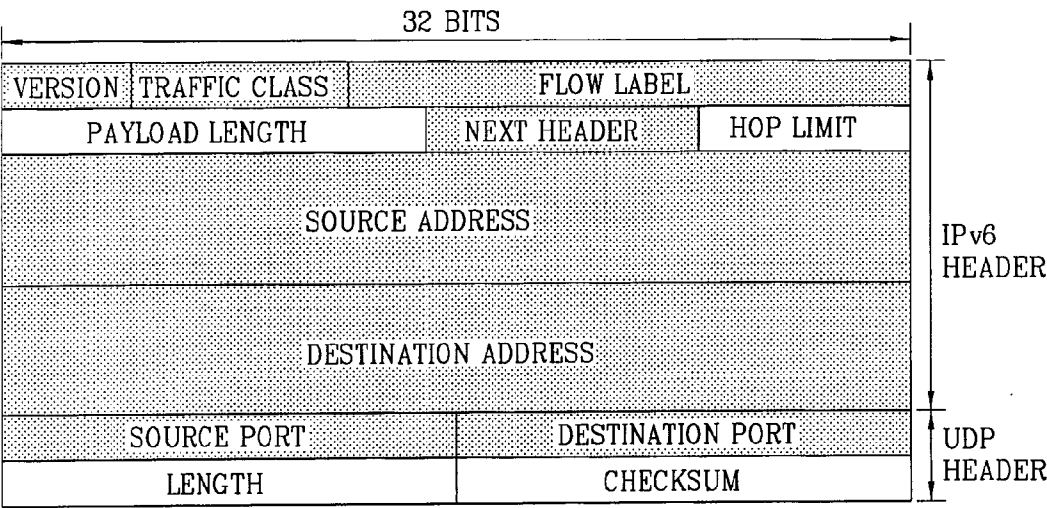 32 BITS
VERSION TRAFFIC CLASS FLOW LABEL
PAYLOAD LENGTH NEXT HEADER HOP LIMIT
SOURCE ADDRESS
IPv6
HEADER
DESTINATION ADDRESS
SOURCE PORT DESTINATION PORT
UDP
HEADER
LENGTH CHECKSUM